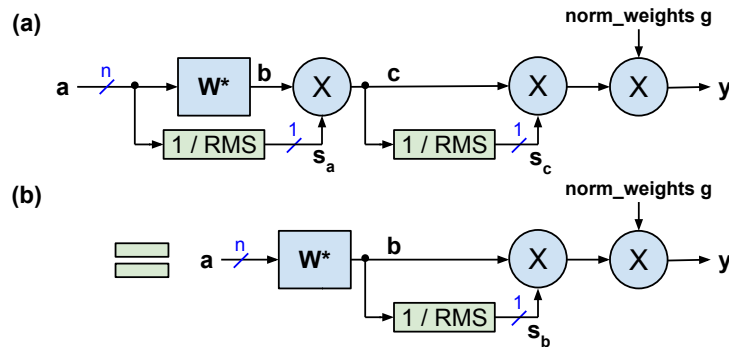 (a)
norm_weights g
a
n
W*
b
X
c
X
X
y
1 / RMS
1
s_a
1 / RMS
1
s_c
(b)
norm_weights g
a
n
W*
b
X
X
y
1 / RMS
1
s_b